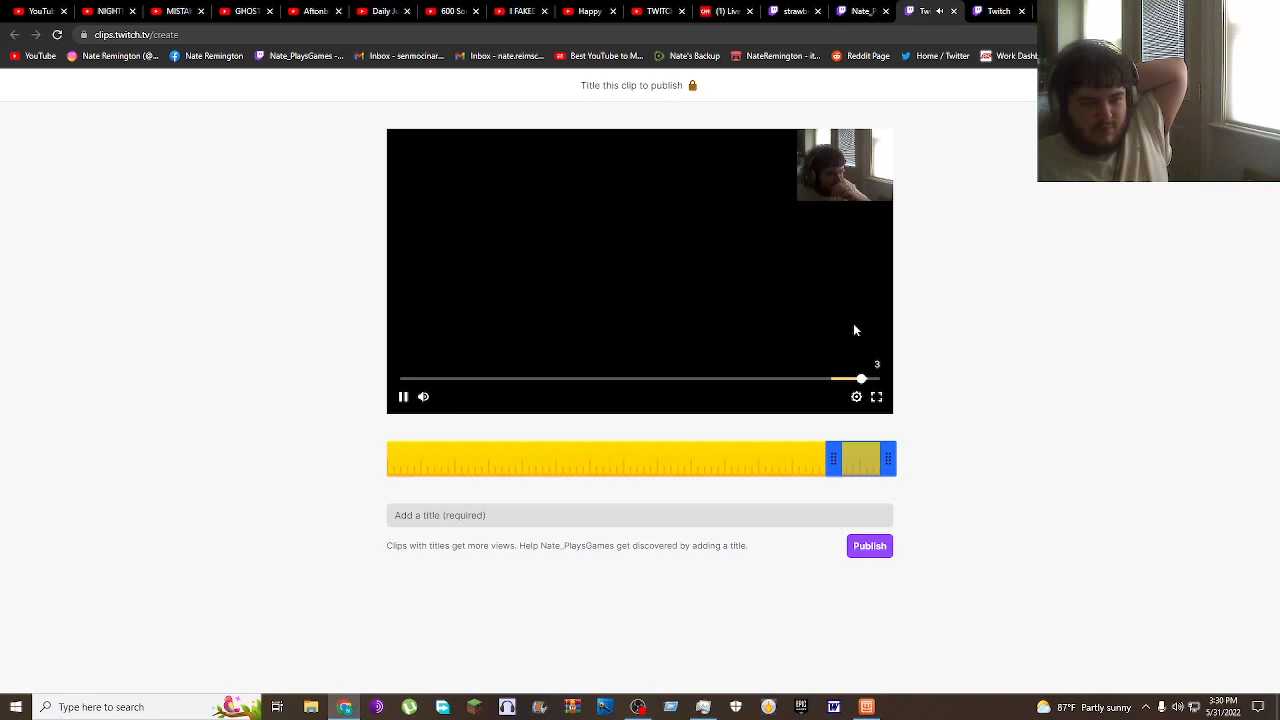 YouTub NIGHT! MISTA GHOST Aftonb Daily J 600 Sc I FAKED Happy TWITC (1) Live strawb Nate_P Tw Twitch
clips.twitch.tv/create
YouTube Nate Remington (@... Nate Remington Nate_PlaysGames -... Inbox - senmocinar... Inbox - nate.reimsc... Best YouTube to M... Nate's Backup NateRemington - it... Reddit Page Home / Twitter Work Dash
Title this clip to publish
3
Add a title (required)
Clips with titles get more views. Help Nate_PlaysGames get discovered by adding a title.
Publish
Type here to search
87°F Partly sunny
3:30 PM
5/31/2022